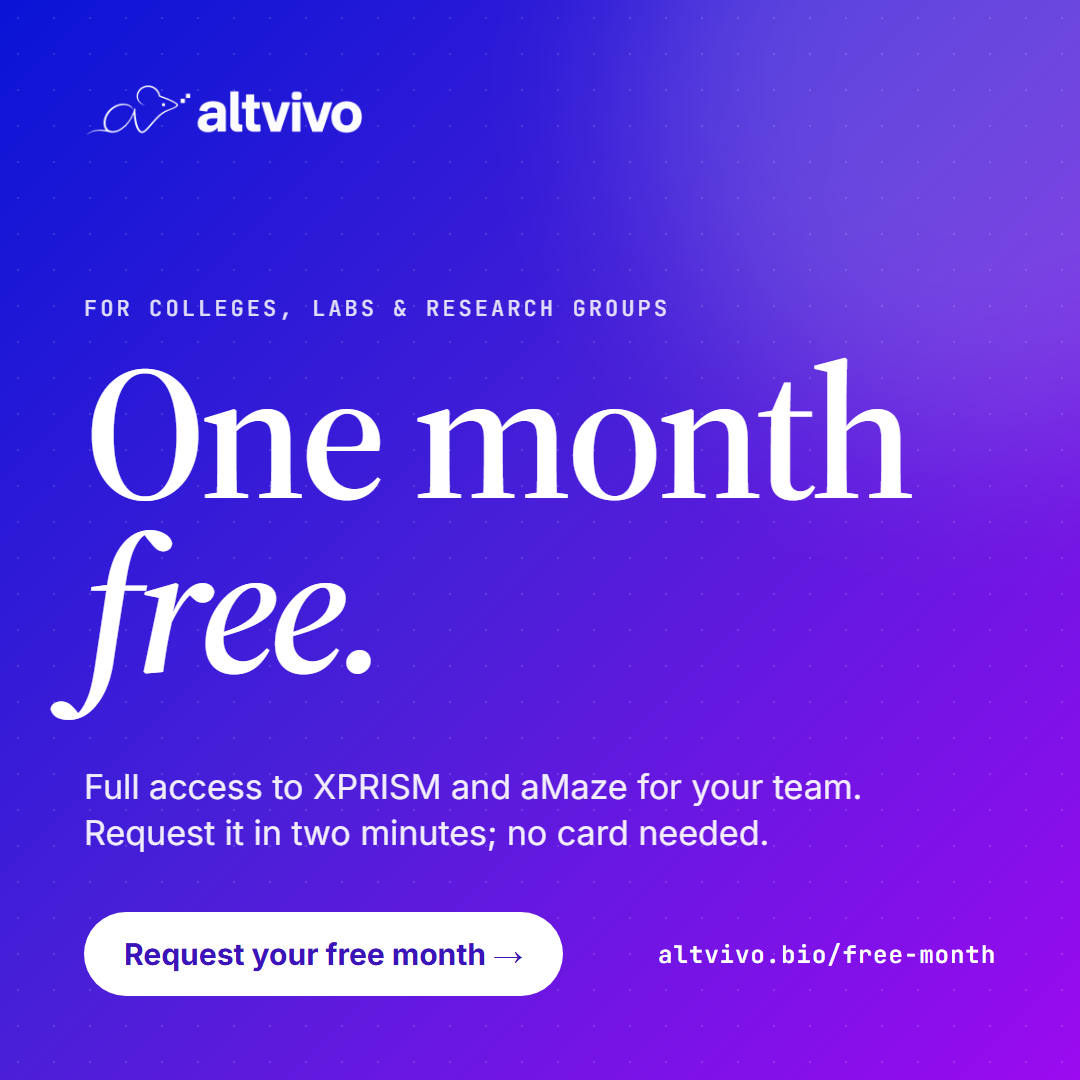 altvivo
FOR COLLEGES, LABS & RESEARCH GROUPS
One month
free.
Full access to XPRISM and aMaze for your team.
Request it in two minutes; no card needed.
Request your free month →
altvivo.bio/free-month